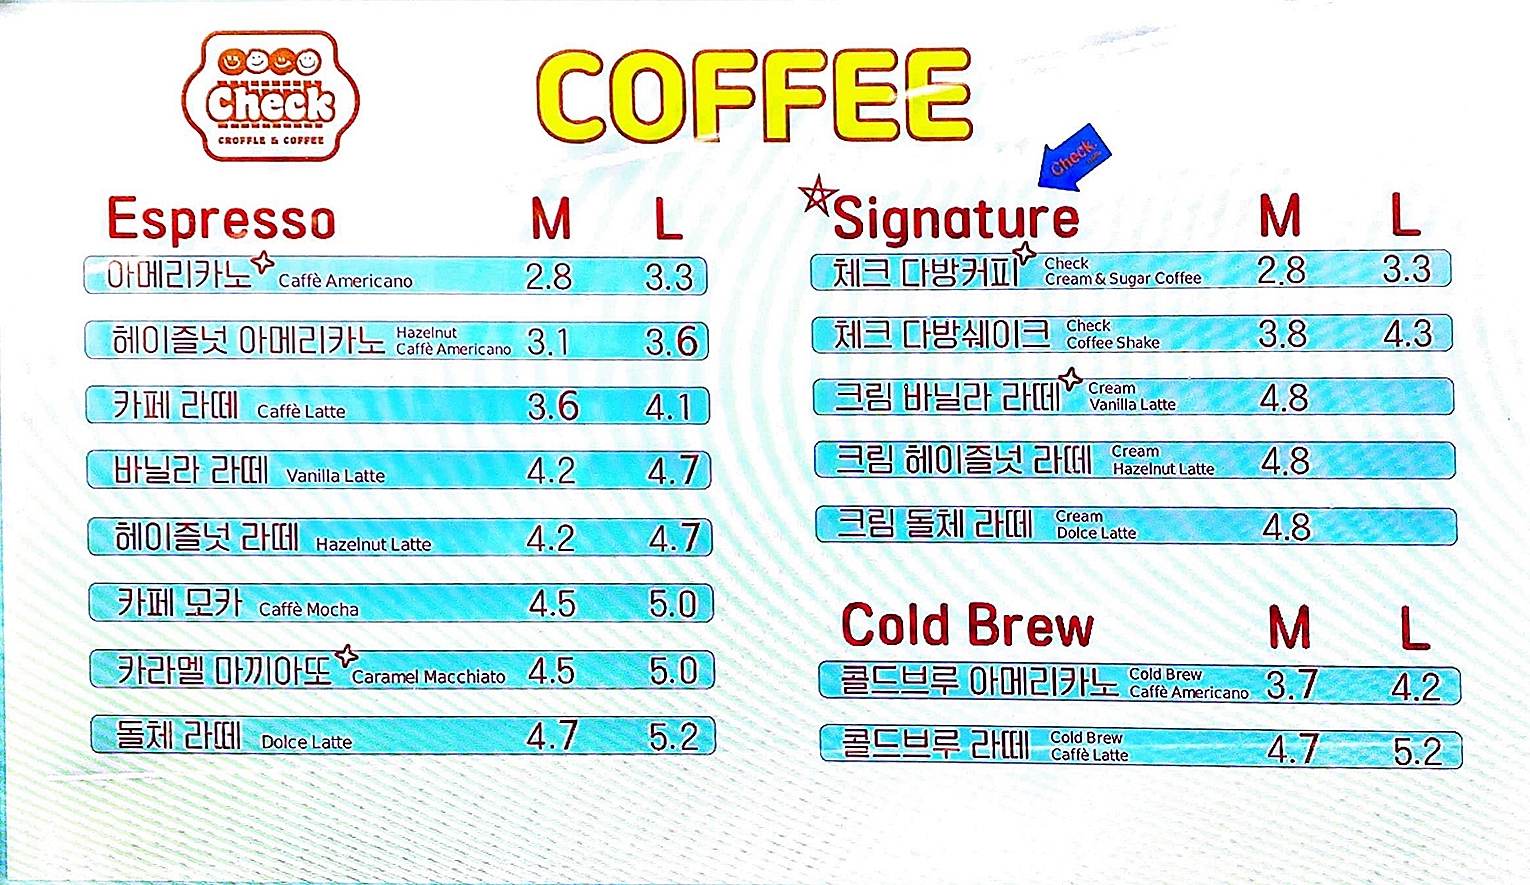 Check
CROFFLE & COFFEE
COFFEE
Check
Espresso M L
아메리카노 Caffè Americano 2.8 3.3
헤이즐넛 아메리카노 Hazelnut
Caffè Americano 3.1 3.6
카페 라떼 Caffè Latte 3.6 4.1
바닐라 라떼 Vanilla Latte 4.2 4.7
헤이즐넛 라떼 Hazelnut Latte 4.2 4.7
카페 모카 Caffè Mocha 4.5 5.0
카라멜 마끼아또 Caramel Macchiato 4.5 5.0
돌체 라떼 Dolce Latte 4.7 5.2
Signature M L
체크 다방커피 Check
Cream & Sugar Coffee 2.8 3.3
체크 다방쉐이크 Check
Coffee Shake 3.8 4.3
크림 바닐라 라떼 Cream
Vanilla Latte 4.8
크림 헤이즐넛 라떼 Cream
Hazelnut Latte 4.8
크림 돌체 라떼 Cream
Dolce Latte 4.8
Cold Brew M L
콜드브루 아메리카노 Cold Brew
Caffè Americano 3.7 4.2
콜드브루 라떼 Cold Brew
Caffè Latte 4.7 5.2